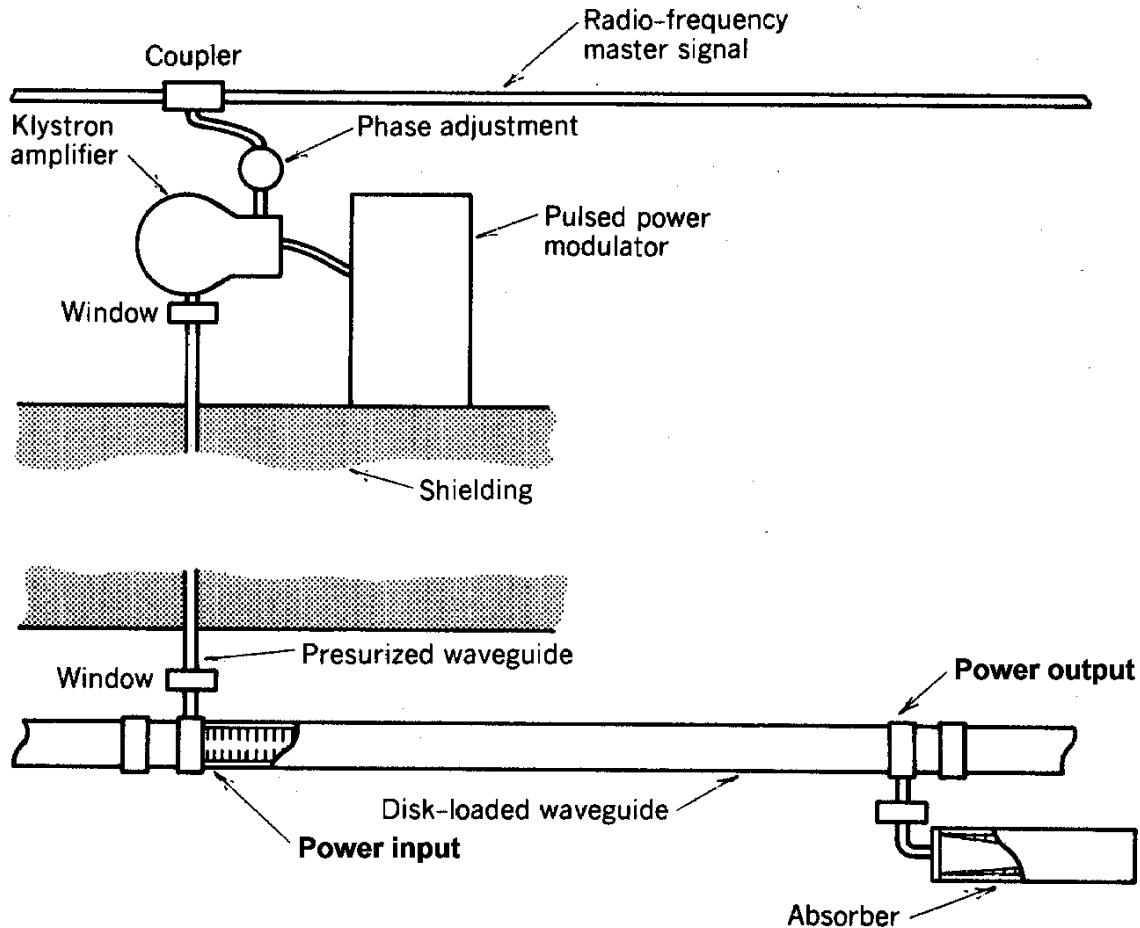 Radio-frequency
master signal
Coupler
Klystron
amplifier
Phase adjustment
Pulsed power
modulator
Window
Shielding
Presurized waveguide
Window
Power output
Disk-loaded waveguide
Power input
Absorber